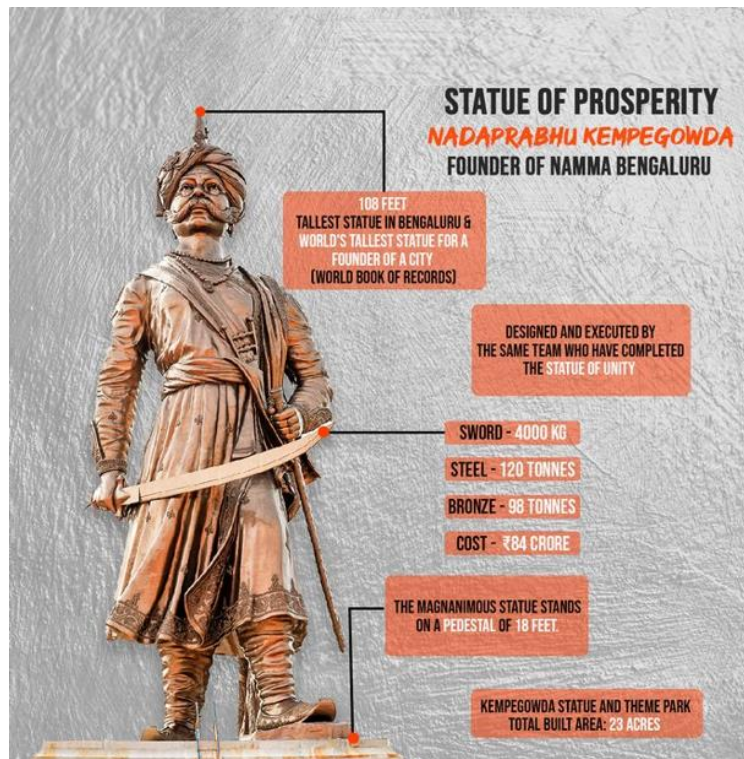 STATUE OF PROSPERITY
NADAPRABHU KEMPEGOWDA
FOUNDER OF NAMMA BENGALURU
108 FEET
TALLEST STATUE IN BENGALURU &
WORLD'S TALLEST STATUE FOR A
FOUNDER OF A CITY
(WORLD BOOK OF RECORDS)
DESIGNED AND EXECUTED BY
THE SAME TEAM WHO HAVE COMPLETED
THE STATUE OF UNITY
SWORD - 4000 KG
STEEL - 120 TONNES
BRONZE - 98 TONNES
COST - ₹84 CRORE
THE MAGNANIMOUS STATUE STANDS
ON A PEDESTAL OF 18 FEET.
KEMPEGOWDA STATUE AND THEME PARK
TOTAL BUILT AREA: 23 ACRES